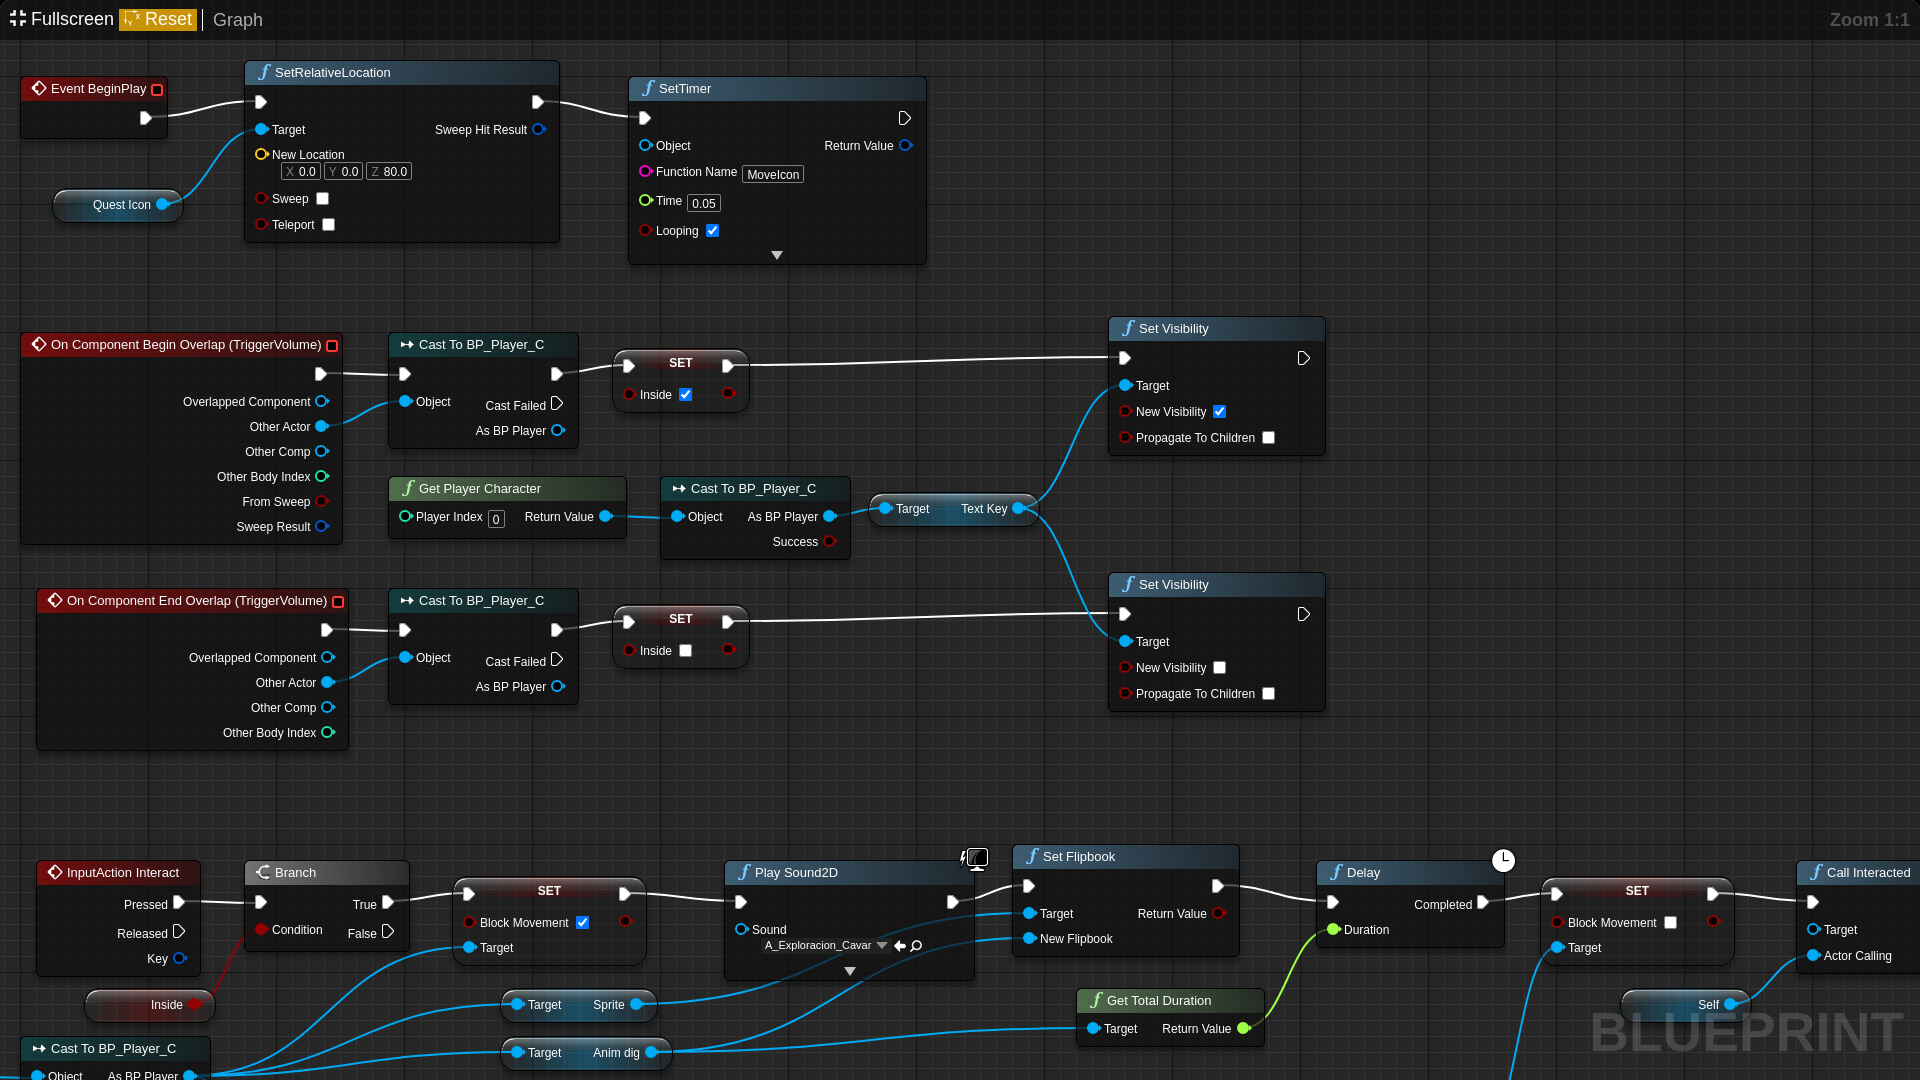 Fullscreen Reset Graph
Zoom 1:1
Event BeginPlay
Quest Icon
SetRelativeLocation
Target
Sweep Hit Result
New Location
X 0.0 Y 0.0 Z 80.0
Sweep
Teleport
SetTimer
Object
Return Value
Function Name MoveIcon
Time 0.05
Looping
On Component Begin Overlap (TriggerVolume)
Overlapped Component
Other Actor
Other Comp
Other Body Index
From Sweep
Sweep Result
Cast To BP_Player_C
Object
Cast Failed
As BP Player
SET
Inside
Set Visibility
Target
New Visibility
Propagate To Children
Get Player Character
Player Index 0 Return Value
Cast To BP_Player_C
Object As BP Player
Success
Target Text Key
On Component End Overlap (TriggerVolume)
Overlapped Component
Other Actor
Other Comp
Other Body Index
Cast To BP_Player_C
Object
Cast Failed
As BP Player
SET
Inside
Set Visibility
Target
New Visibility
Propagate To Children
InputAction Interact
Pressed
Released
Key
Inside
Branch
True
Condition
False
SET
Block Movement
Target
Play Sound2D
Sound
A_Exploracion_Cavar
Set Flipbook
Target Return Value
New Flipbook
Delay
Completed
Duration
SET
Block Movement
Target
Call Interacted
Target
Actor Calling
Target Sprite
Get Total Duration
Target Return Value
Self
Cast To BP_Player_C
Object As BP Player
Target Anim dig
BLUEPRINT